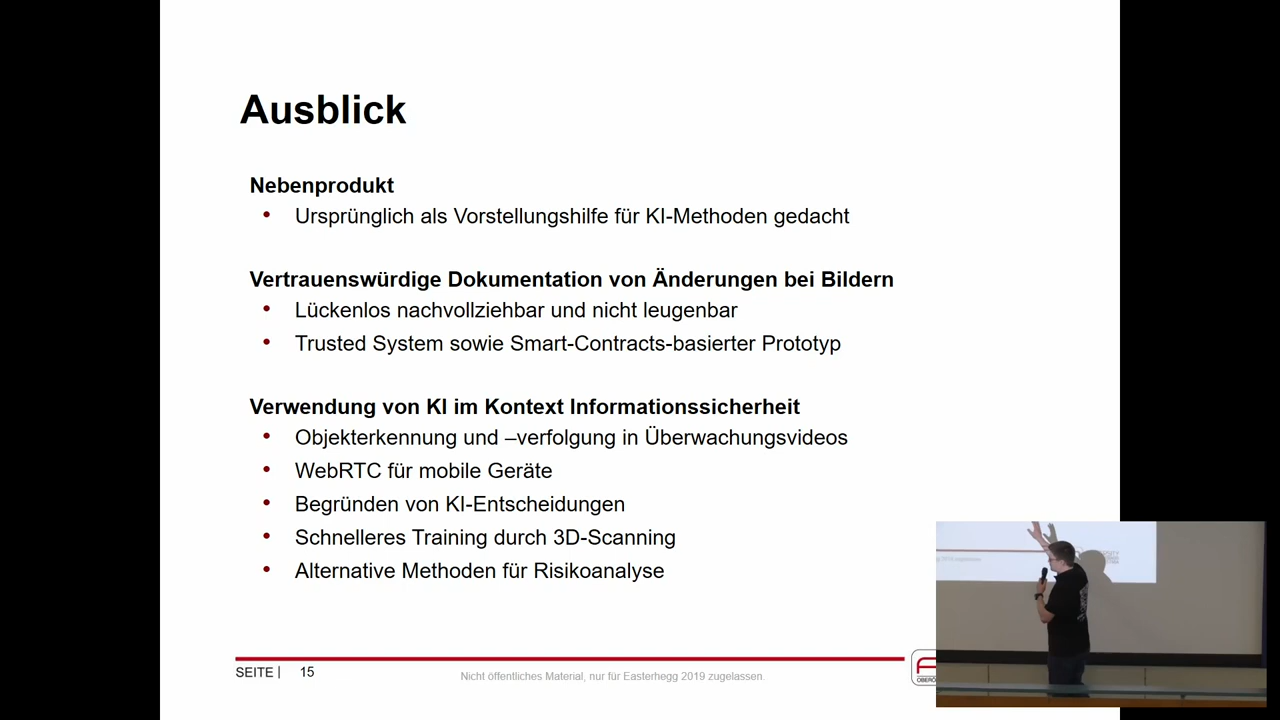 Ausblick
Nebenprodukt
• Ursprünglich als Vorstellungshilfe für KI-Methoden gedacht
Vertrauenswürdige Dokumentation von Änderungen bei Bildern
• Lückenlos nachvollziehbar und nicht leugenbar
• Trusted System sowie Smart-Contracts-basierter Prototyp
Verwendung von KI im Kontext Informationssicherheit
• Objekterkennung und –verfolgung in Überwachungsvideos
• WebRTC für mobile Geräte
• Begründen von KI-Entscheidungen
• Schnelleres Training durch 3D-Scanning
• Alternative Methoden für Risikoanalyse
SEITE | 15
Nicht öffentliches Material, nur für Easterhegg 2019 zugelassen.